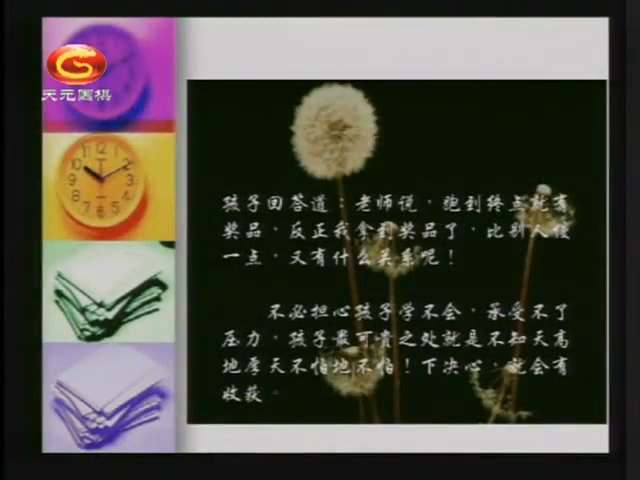 天元围棋
孩子回答道：老师说，跑到终点就有
奖品，反正我拿到奖品了，比别人慢
一点，又有什么关系呢！
不必担心孩子学不会，承受不了
压力，孩子最可贵之处就是不知天高
地厚天不怕地不怕！下决心，就会有
收获。